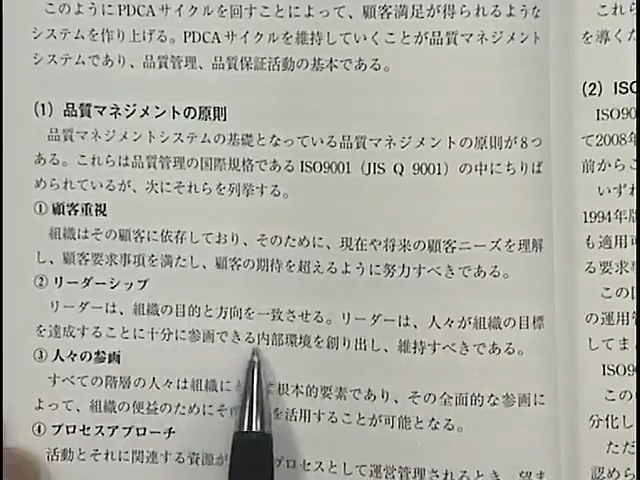 このようにPDCAサイクルを回すことによって、顧客満足が得られるような
システムを作り上げる。PDCAサイクルを維持していくことが品質マネジメント
システムであり、品質管理、品質保証活動の基本である。
(1) 品質マネジメントの原則
品質マネジメントシステムの基礎となっている品質マネジメントの原則が8つ
ある。これらは品質管理の国際規格であるISO9001（JIS Q 9001）の中にちりば
められているが、次にそれらを列挙する。
①顧客重視
組織はその顧客に依存しており、そのために、現在や将来の顧客ニーズを理解
し、顧客要求事項を満たし、顧客の期待を超えるように努力すべきである。
②リーダーシップ
リーダーは、組織の目的と方向を一致させる。リーダーは、人々が組織の目標
を達成することに十分に参画できる内部環境を創り出し、維持すべきである。
③人々の参画
すべての階層の人々は組織に 根本的要素であり、その全面的な参画に
よって、組織の便益のためにそ を活用することが可能となる。
④プロセスアプローチ
活動とそれに関連する資源が プロセスとして運営管理されるとき、望ま
これら
を導くた
(2) ISO
ISO90
て2008年
前からこ
いずれ
1994年版
も適用可
る要求事
この
の運用管
してま
ISO9
この
分化し
ただ
認めら